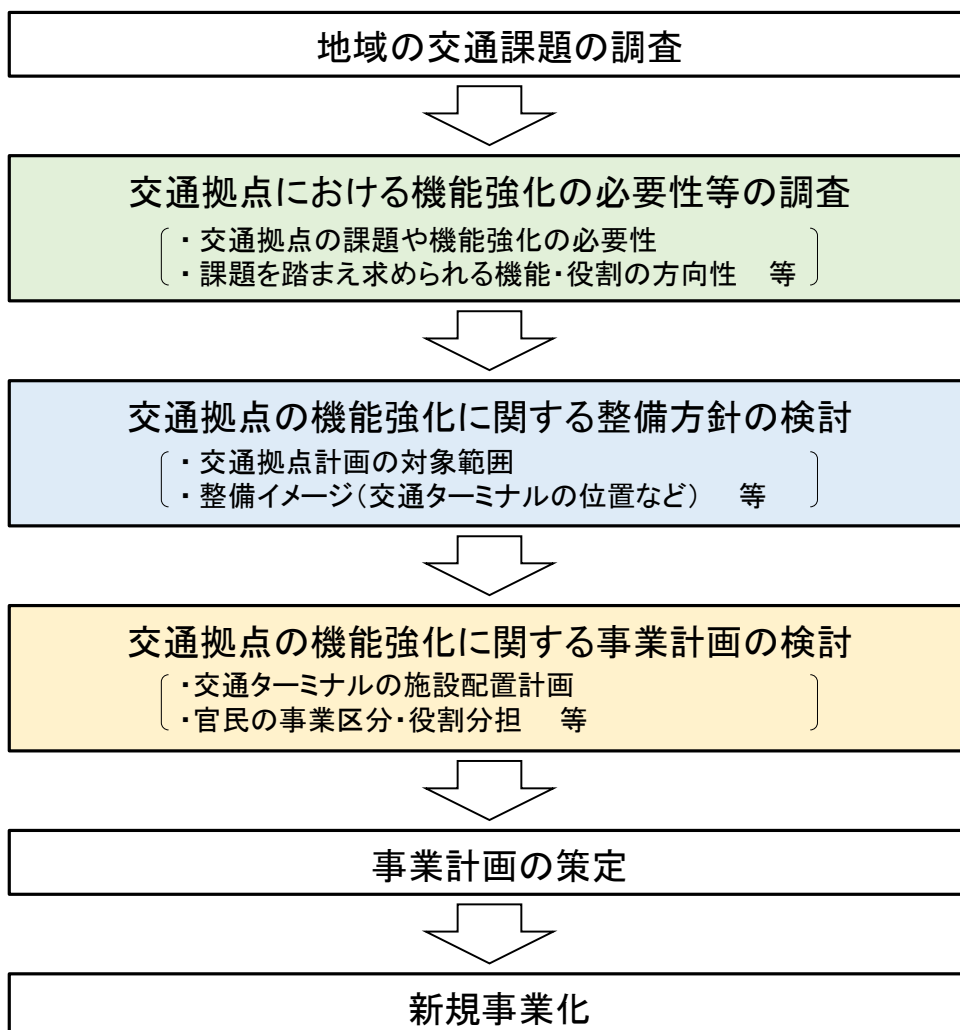 地域の交通課題の調査
交通拠点における機能強化の必要性等の調査
・交通拠点の課題や機能強化の必要性
・課題を踏まえ求められる機能・役割の方向性　等
交通拠点の機能強化に関する整備方針の検討
・交通拠点計画の対象範囲
・整備イメージ（交通ターミナルの位置など）　等
交通拠点の機能強化に関する事業計画の検討
・交通ターミナルの施設配置計画
・官民の事業区分・役割分担　等
事業計画の策定
新規事業化